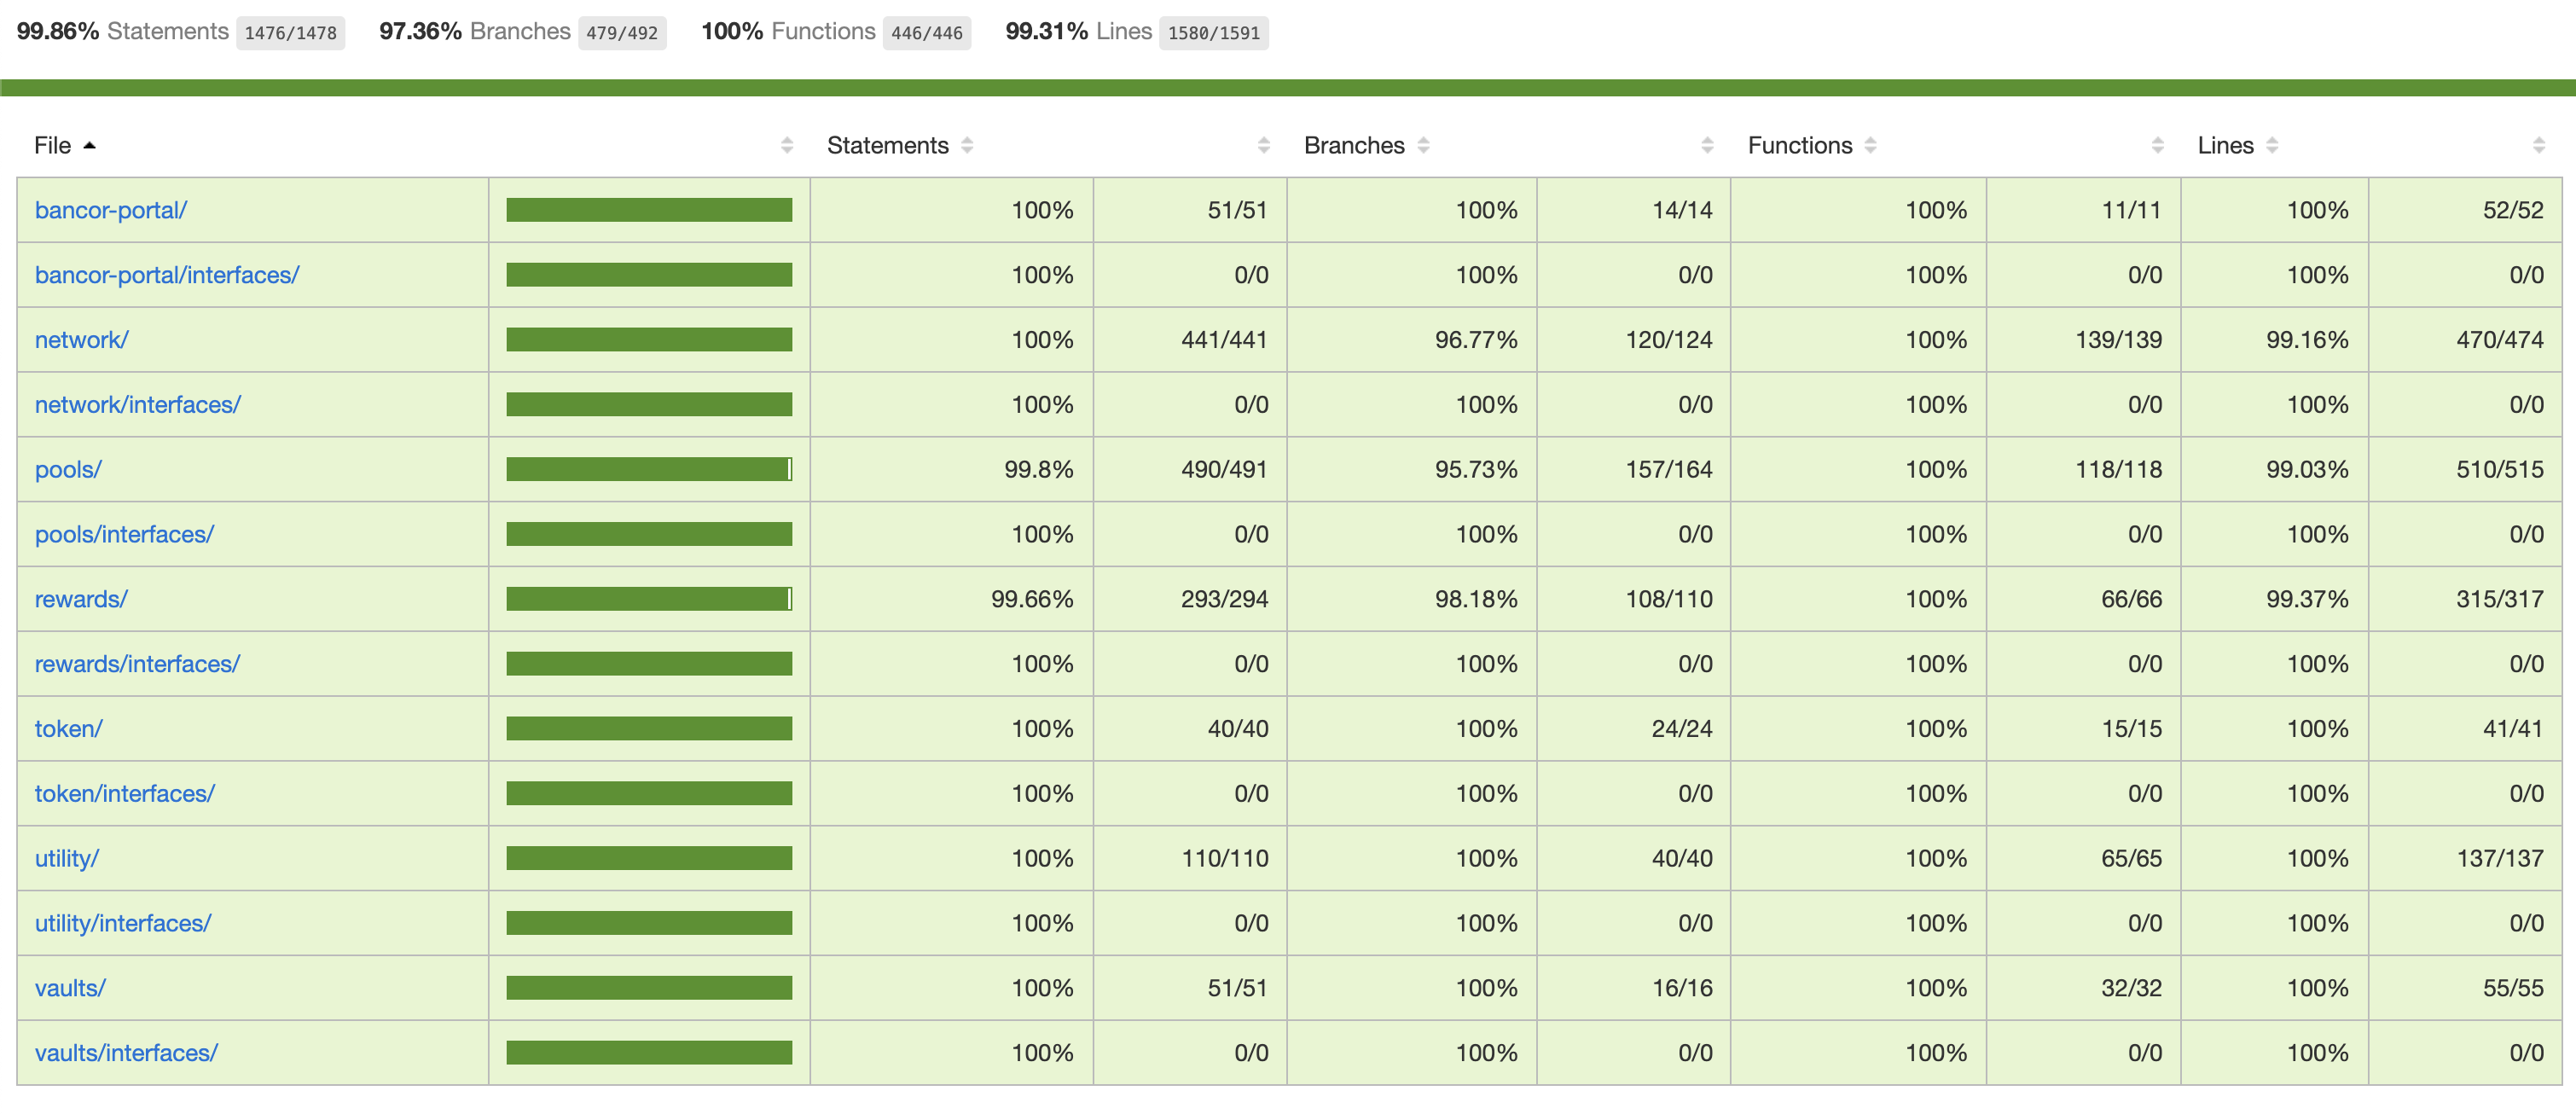 99.86% Statements 1476/1478 97.36% Branches 479/492 100% Functions 446/446 99.31% Lines 1580/1591
File Statements Branches Functions Lines
bancor-portal/ 100% 51/51 100% 14/14 100% 11/11 100% 52/52
bancor-portal/interfaces/ 100% 0/0 100% 0/0 100% 0/0 100% 0/0
network/ 100% 441/441 96.77% 120/124 100% 139/139 99.16% 470/474
network/interfaces/ 100% 0/0 100% 0/0 100% 0/0 100% 0/0
pools/ 99.8% 490/491 95.73% 157/164 100% 118/118 99.03% 510/515
pools/interfaces/ 100% 0/0 100% 0/0 100% 0/0 100% 0/0
rewards/ 99.66% 293/294 98.18% 108/110 100% 66/66 99.37% 315/317
rewards/interfaces/ 100% 0/0 100% 0/0 100% 0/0 100% 0/0
token/ 100% 40/40 100% 24/24 100% 15/15 100% 41/41
token/interfaces/ 100% 0/0 100% 0/0 100% 0/0 100% 0/0
utility/ 100% 110/110 100% 40/40 100% 65/65 100% 137/137
utility/interfaces/ 100% 0/0 100% 0/0 100% 0/0 100% 0/0
vaults/ 100% 51/51 100% 16/16 100% 32/32 100% 55/55
vaults/interfaces/ 100% 0/0 100% 0/0 100% 0/0 100% 0/0